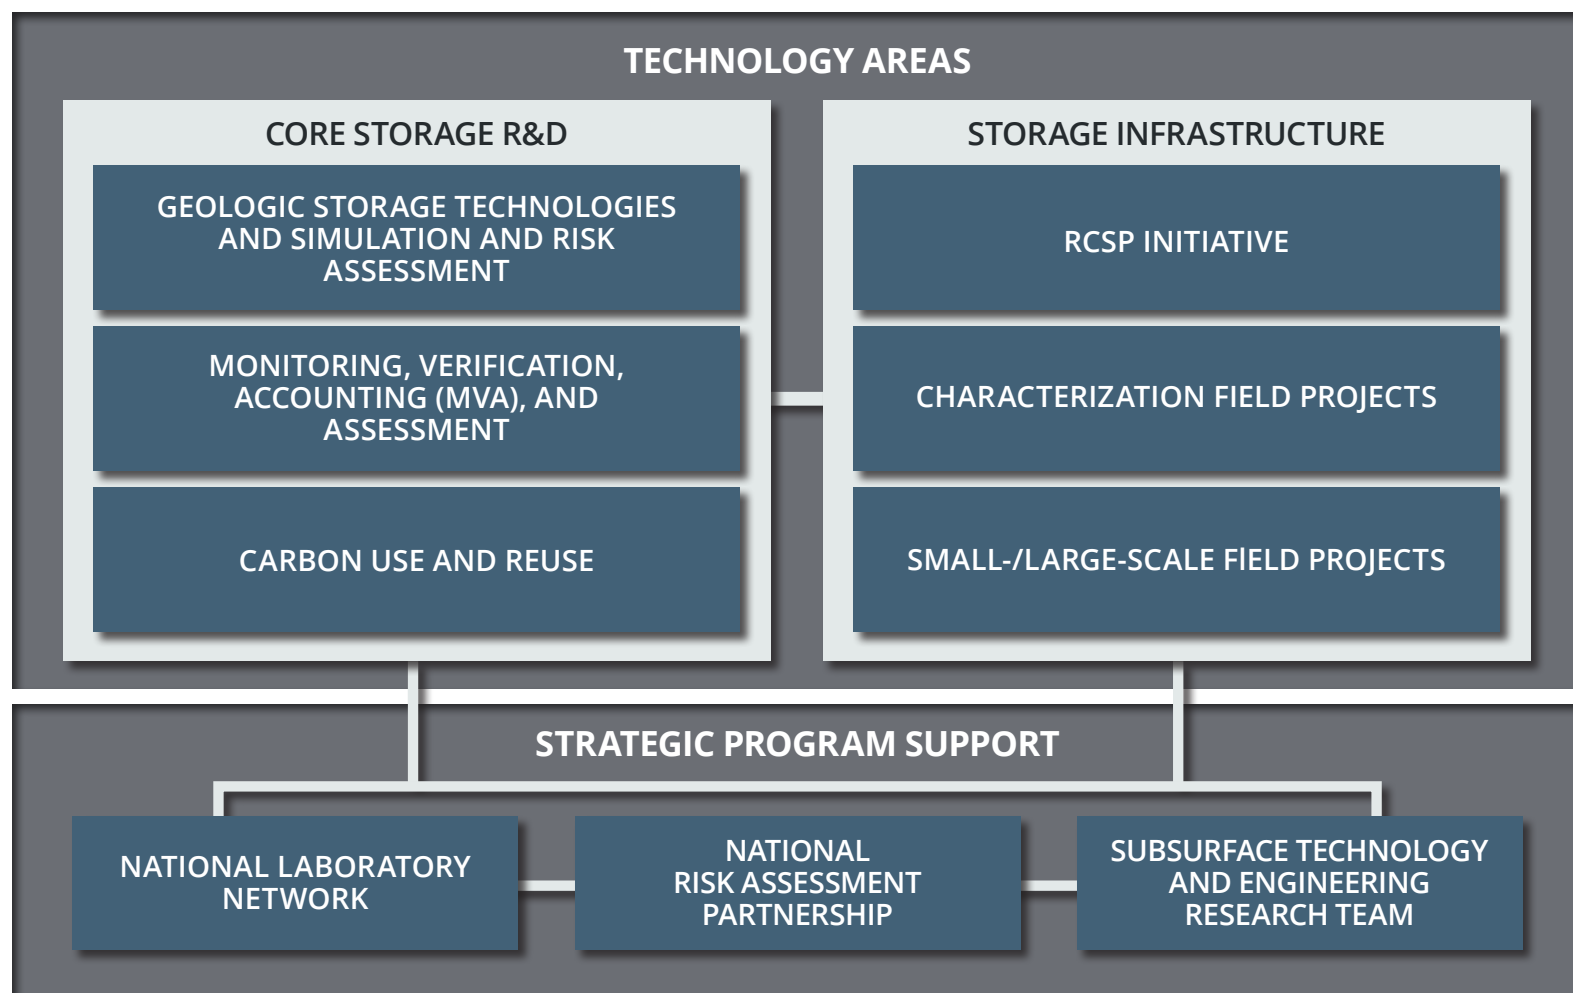 TECHNOLOGY AREAS
CORE STORAGE R&D
GEOLOGIC STORAGE TECHNOLOGIES
AND SIMULATION AND RISK
ASSESSMENT
MONITORING, VERIFICATION,
ACCOUNTING (MVA), AND
ASSESSMENT
CARBON USE AND REUSE
STORAGE INFRASTRUCTURE
RCSP INITIATIVE
CHARACTERIZATION FIELD PROJECTS
SMALL-/LARGE-SCALE FIELD PROJECTS
STRATEGIC PROGRAM SUPPORT
NATIONAL LABORATORY
NETWORK
NATIONAL
RISK ASSESSMENT
PARTNERSHIP
SUBSURFACE TECHNOLOGY
AND ENGINEERING
RESEARCH TEAM